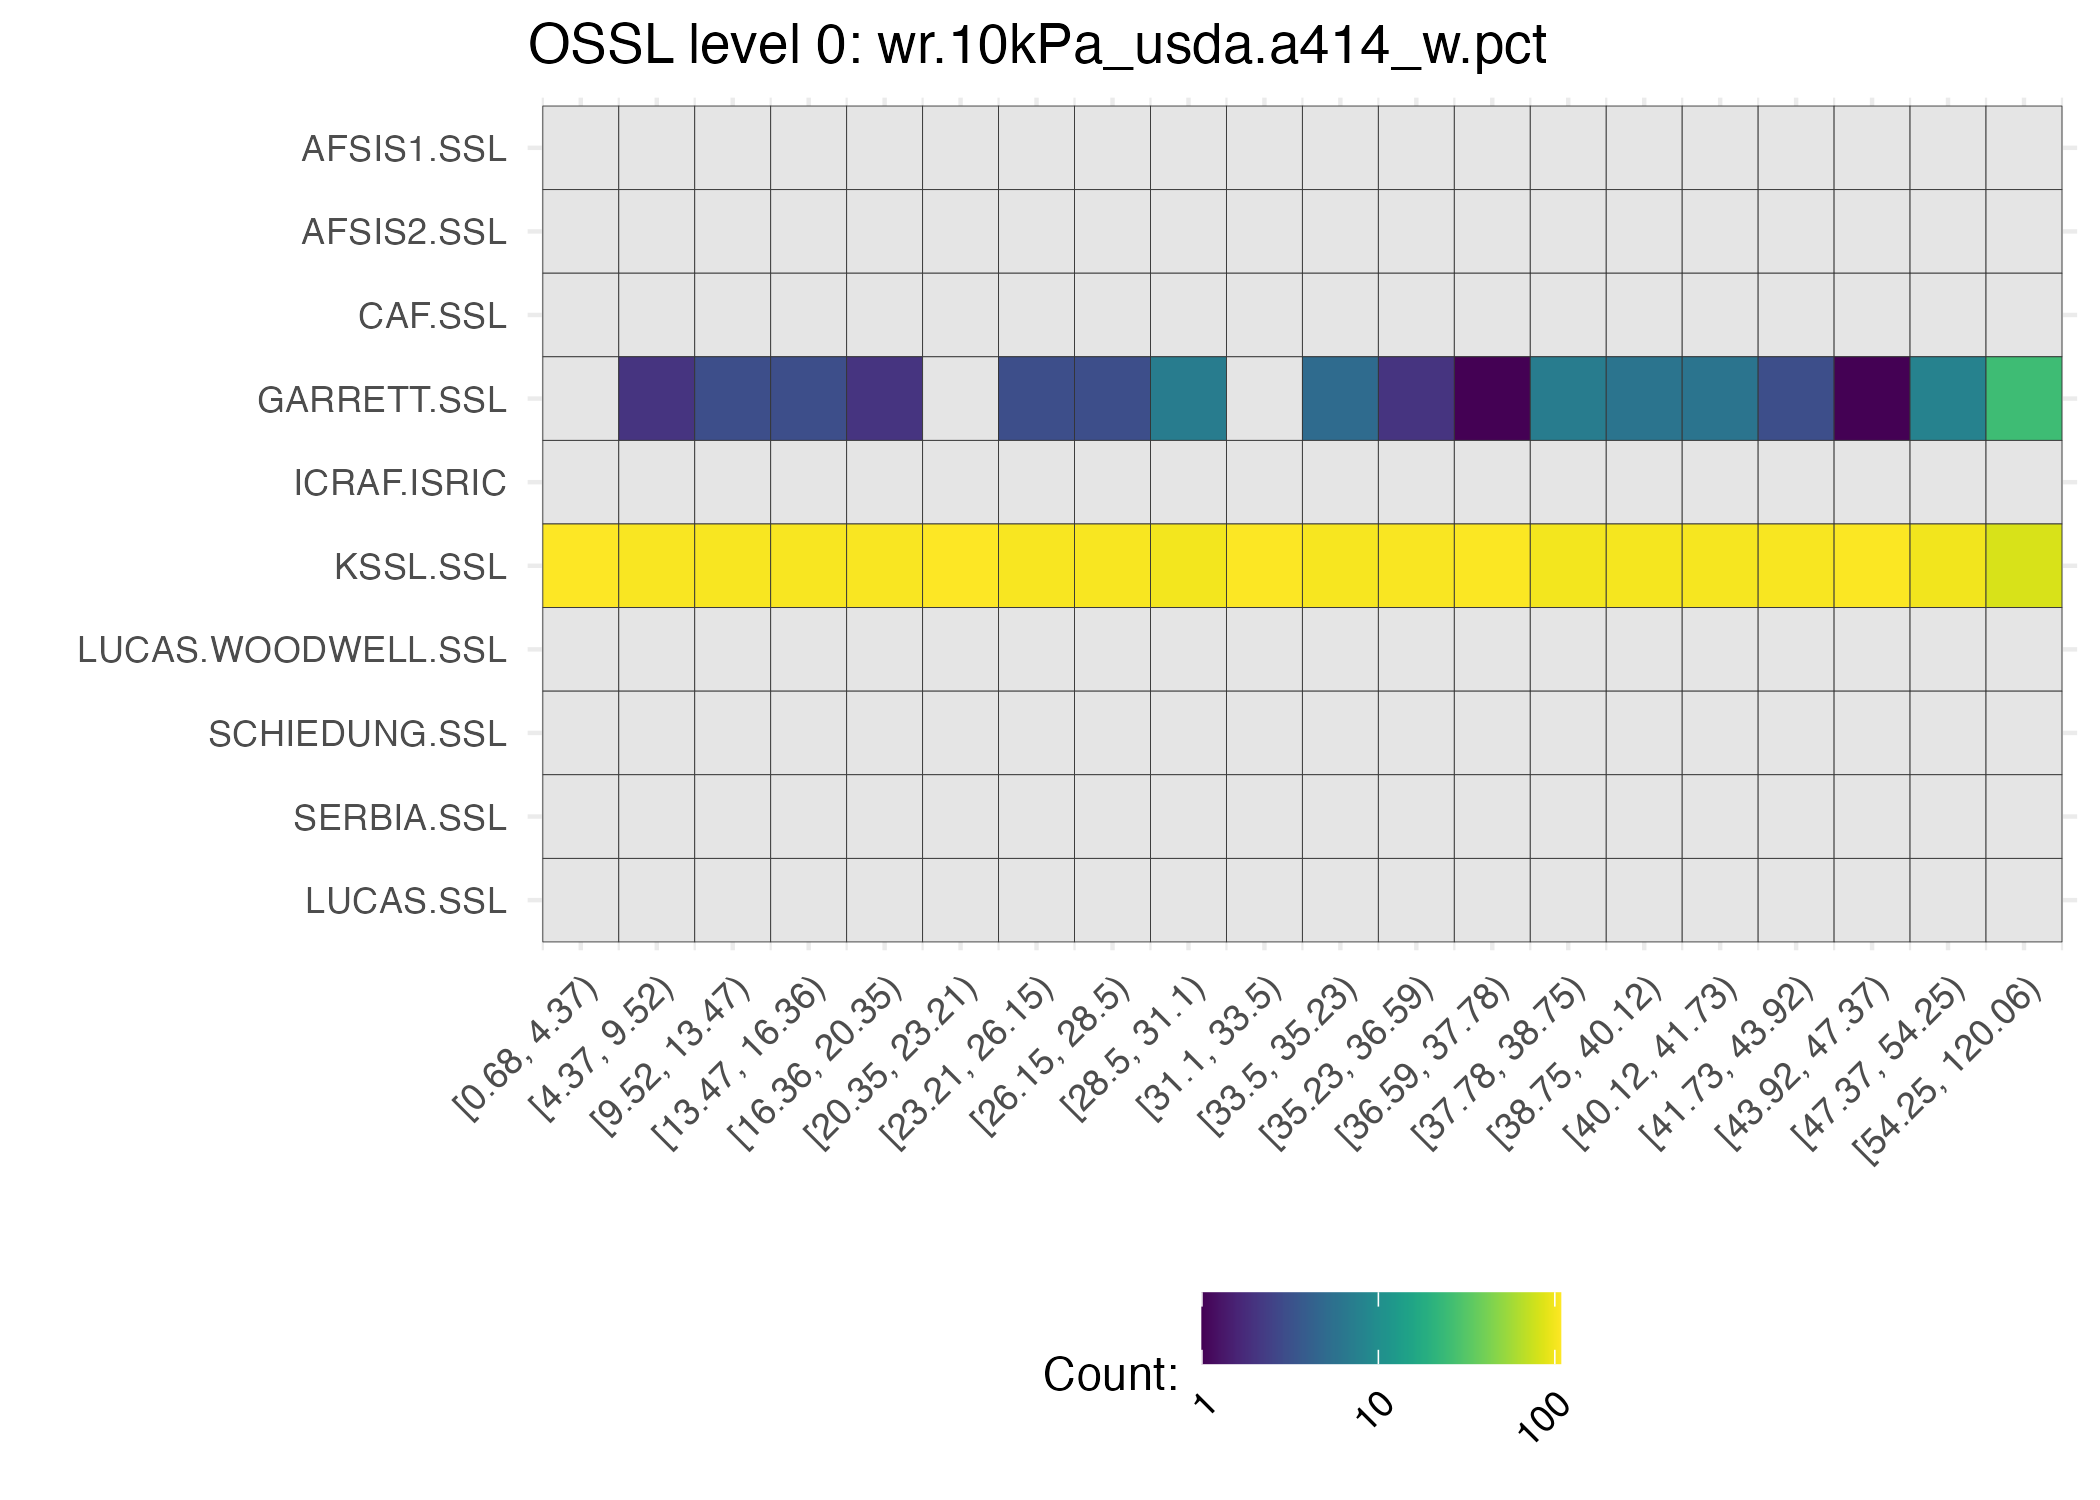 OSSL level 0: wr.10kPa_usda.a414_w.pct
AFSIS1.SSL
AFSIS2.SSL
CAF.SSL
GARRETT.SSL
ICRAF.ISRIC
KSSL.SSL
LUCAS.WOODWELL.SSL
SCHIEDUNG.SSL
SERBIA.SSL
LUCAS.SSL
[0.68, 4.37)
[4.37, 9.52)
[9.52, 13.47)
[13.47, 16.36)
[16.36, 20.35)
[20.35, 23.21)
[23.21, 26.15)
[26.15, 28.5)
[28.5, 31.1)
[31.1, 33.5)
[33.5, 35.23)
[35.23, 36.59)
[36.59, 37.78)
[37.78, 38.75)
[38.75, 40.12)
[40.12, 41.73)
[41.73, 43.92)
[43.92, 47.37)
[47.37, 54.25)
[54.25, 120.06)
Count:
1
10
100